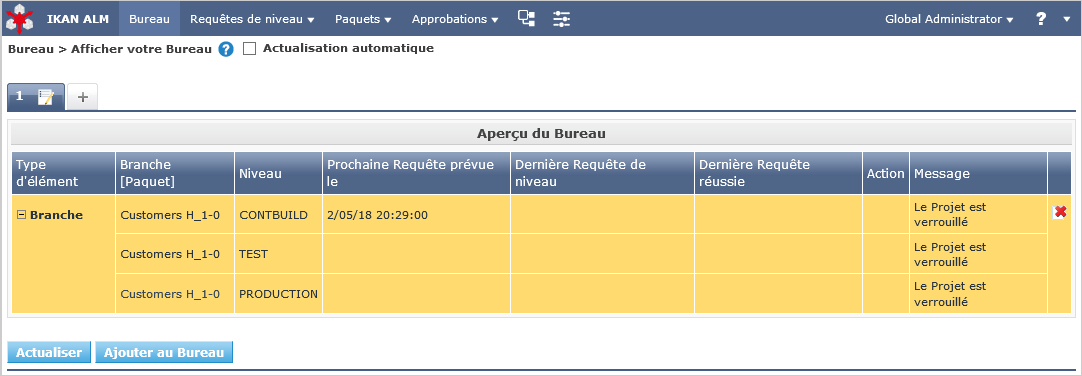 IKAN ALM Bureau Requêtes de niveau Paquets Approbations Global Administrator ?
Bureau > Afficher votre Bureau ? Actualisation automatique
1 +
Aperçu du Bureau
Type d'élément
Branche [Paquet]
Niveau
Prochaine Requête prévue le
Dernière Requête de niveau
Dernière Requête réussie
Action
Message
Branche Customers H_1-0 CONTBUILD 2/05/18 20:29:00 Le Projet est verrouillé
Customers H_1-0 TEST Le Projet est verrouillé
Customers H_1-0 PRODUCTION Le Projet est verrouillé
Actualiser Ajouter au Bureau